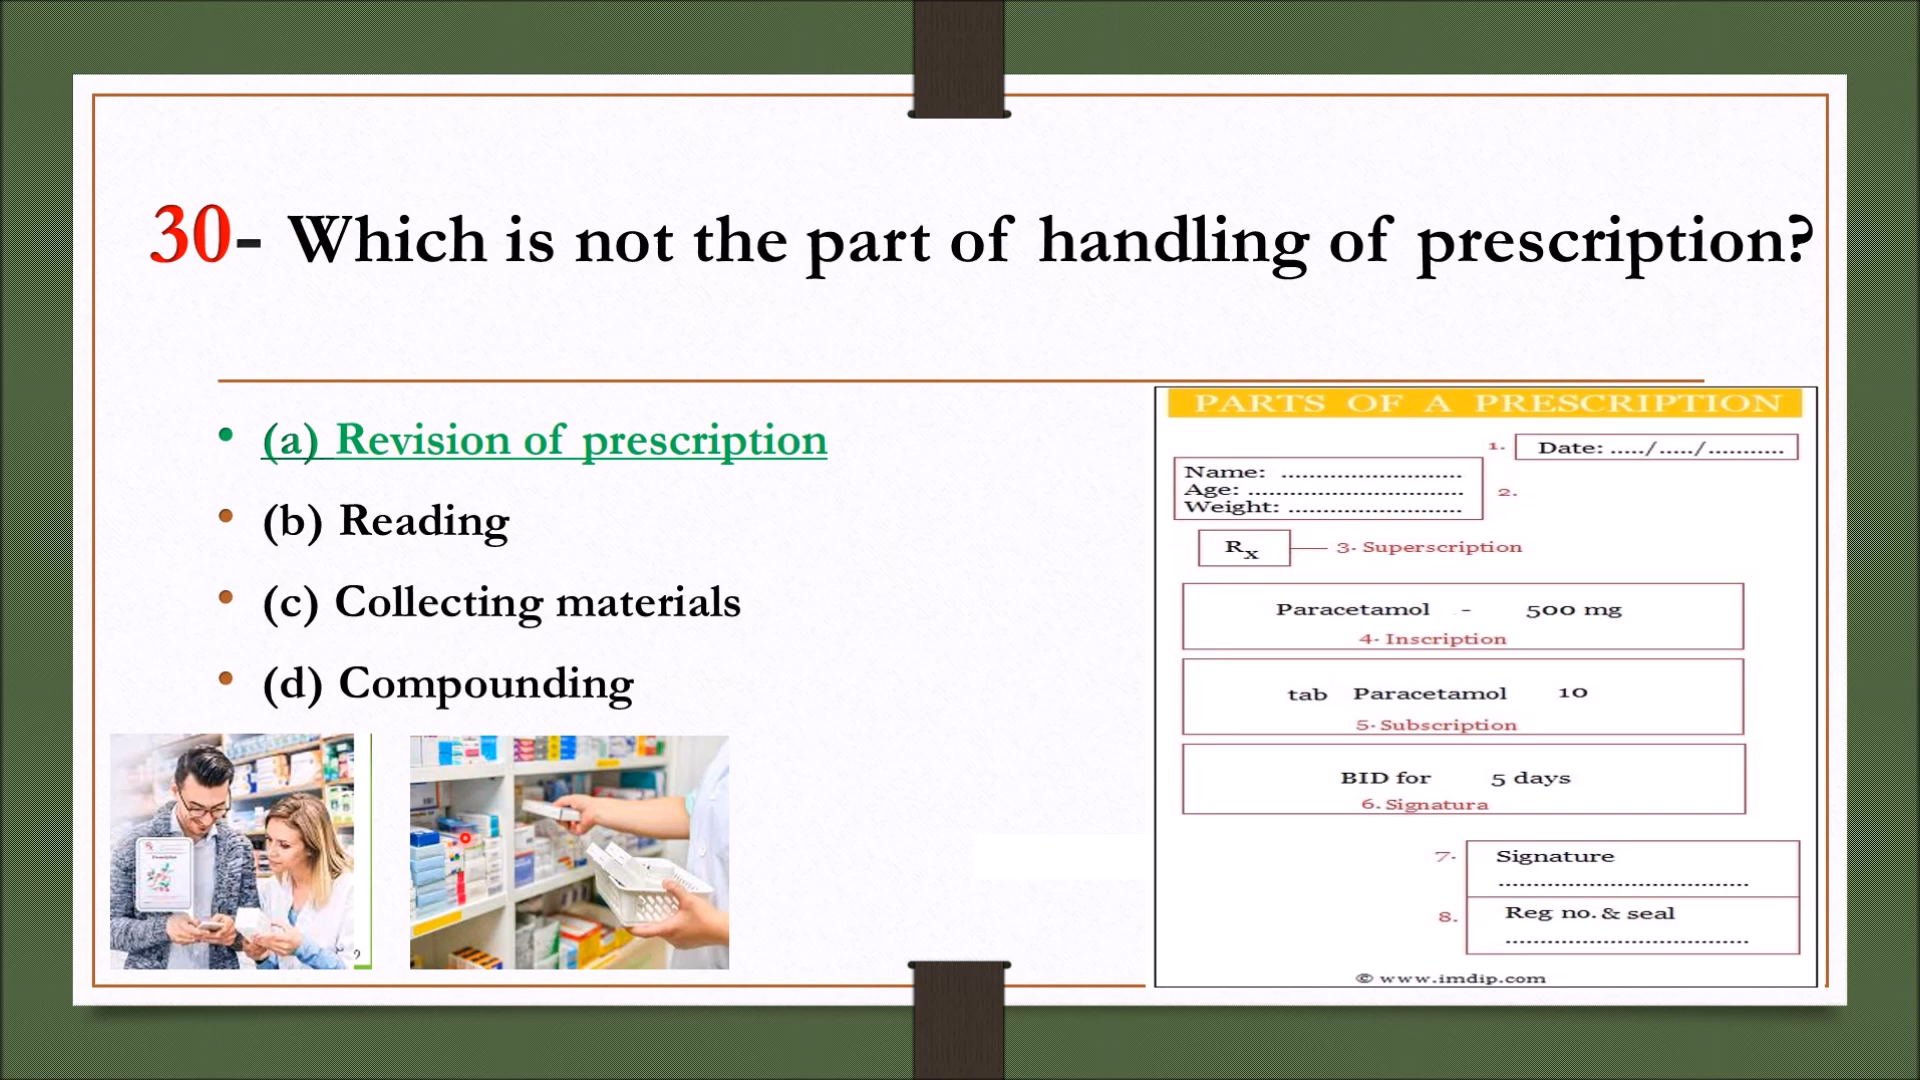 30- Which is not the part of handling of prescription?
• (a) Revision of prescription
• (b) Reading
• (c) Collecting materials
• (d) Compounding
PARTS OF A PRESCRIPTION
1. Date: ...../...../...........
Name: ..........................
Age: ...............................
Weight: .........................
2.
Rx
3. Superscription
Paracetamol - 500 mg
4. Inscription
tab Paracetamol 10
5. Subscription
BID for 5 days
6. Signatura
7. Signature
....................................
8. Reg no. & seal
....................................
© www.imdip.com